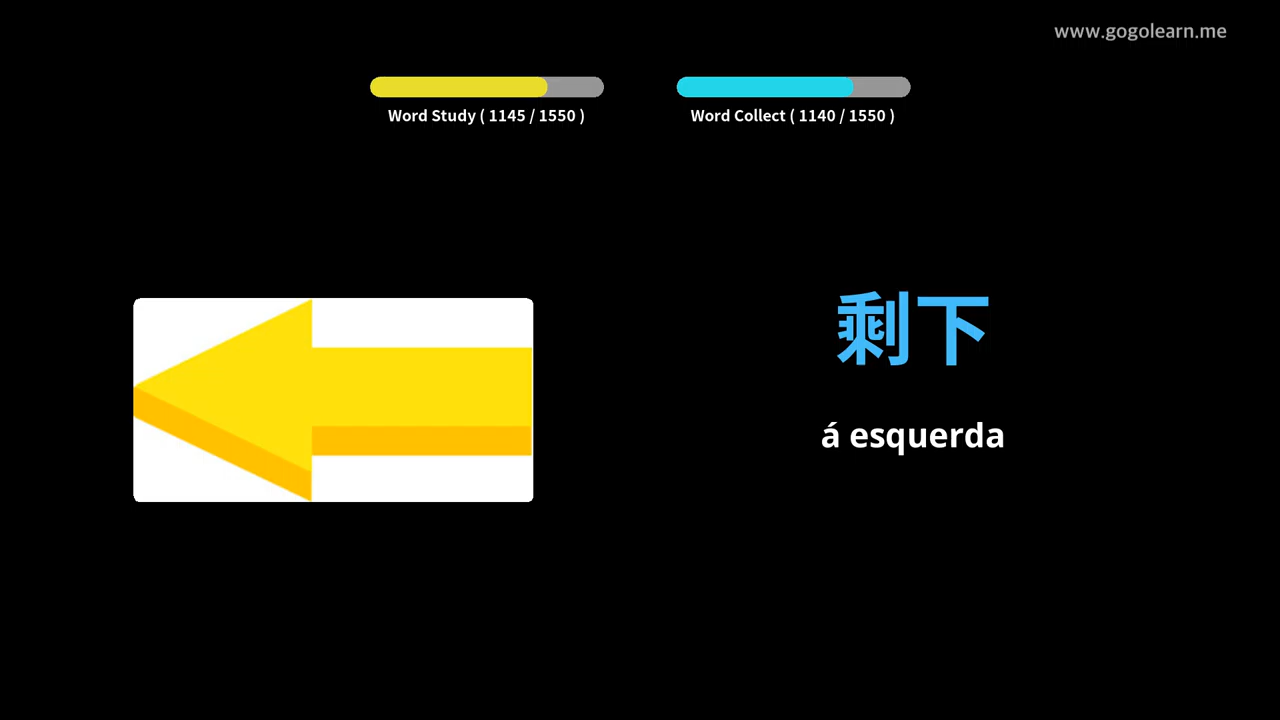 www.gogolearn.me
Word Study ( 1145 / 1550 )
Word Collect ( 1140 / 1550 )
剩下
á esquerda